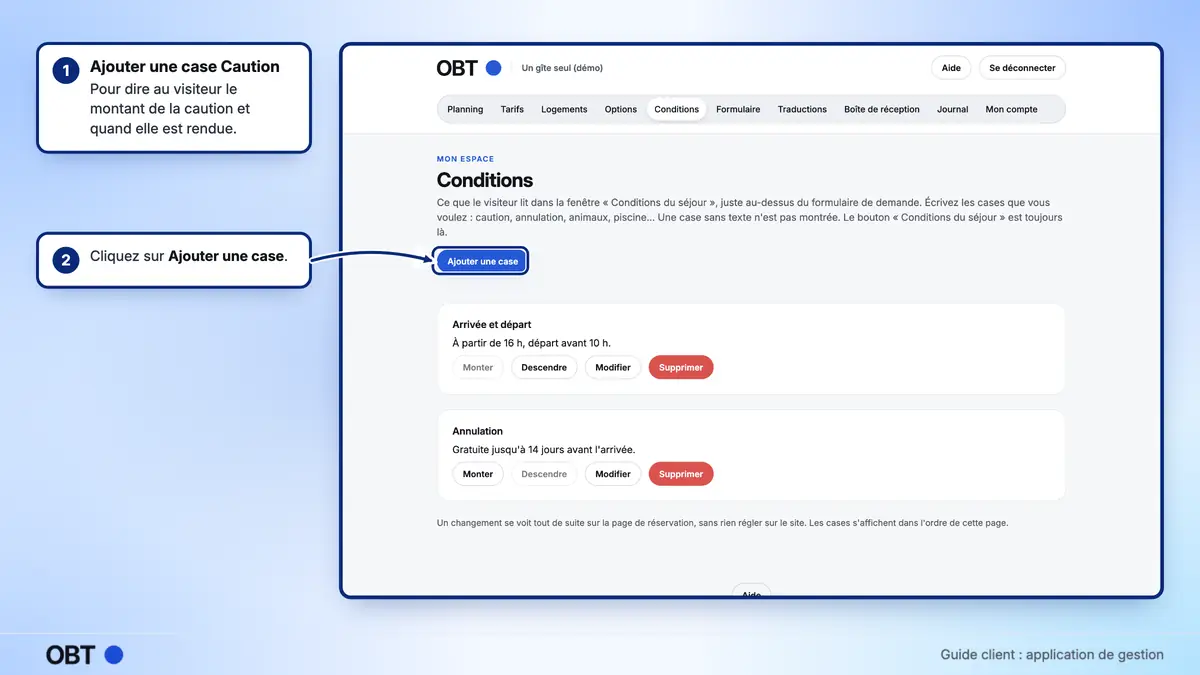 1
Ajouter une case Caution
Pour dire au visiteur le
montant de la caution et
quand elle est rendue.
2
Cliquez sur Ajouter une case.
OBT
Un gîte seul (démo)
Aide
Se déconnecter
Planning
Tarifs
Logements
Options
Conditions
Formulaire
Traductions
Boîte de réception
Journal
Mon compte
MON ESPACE
Conditions
Ce que le visiteur lit dans la fenêtre « Conditions du séjour », juste au-dessus du formulaire de demande. Écrivez les cases que vous
voulez : caution, annulation, animaux, piscine... Une case sans texte n'est pas montrée. Le bouton « Conditions du séjour » est toujours
là.
Ajouter une case
Arrivée et départ
À partir de 16 h, départ avant 10 h.
Monter
Descendre
Modifier
Supprimer
Annulation
Gratuite jusqu'à 14 jours avant l'arrivée.
Monter
Descendre
Modifier
Supprimer
Un changement se voit tout de suite sur la page de réservation, sans rien régler sur le site. Les cases s'affichent dans l'ordre de cette page.
Aide
OBT
Guide client : application de gestion